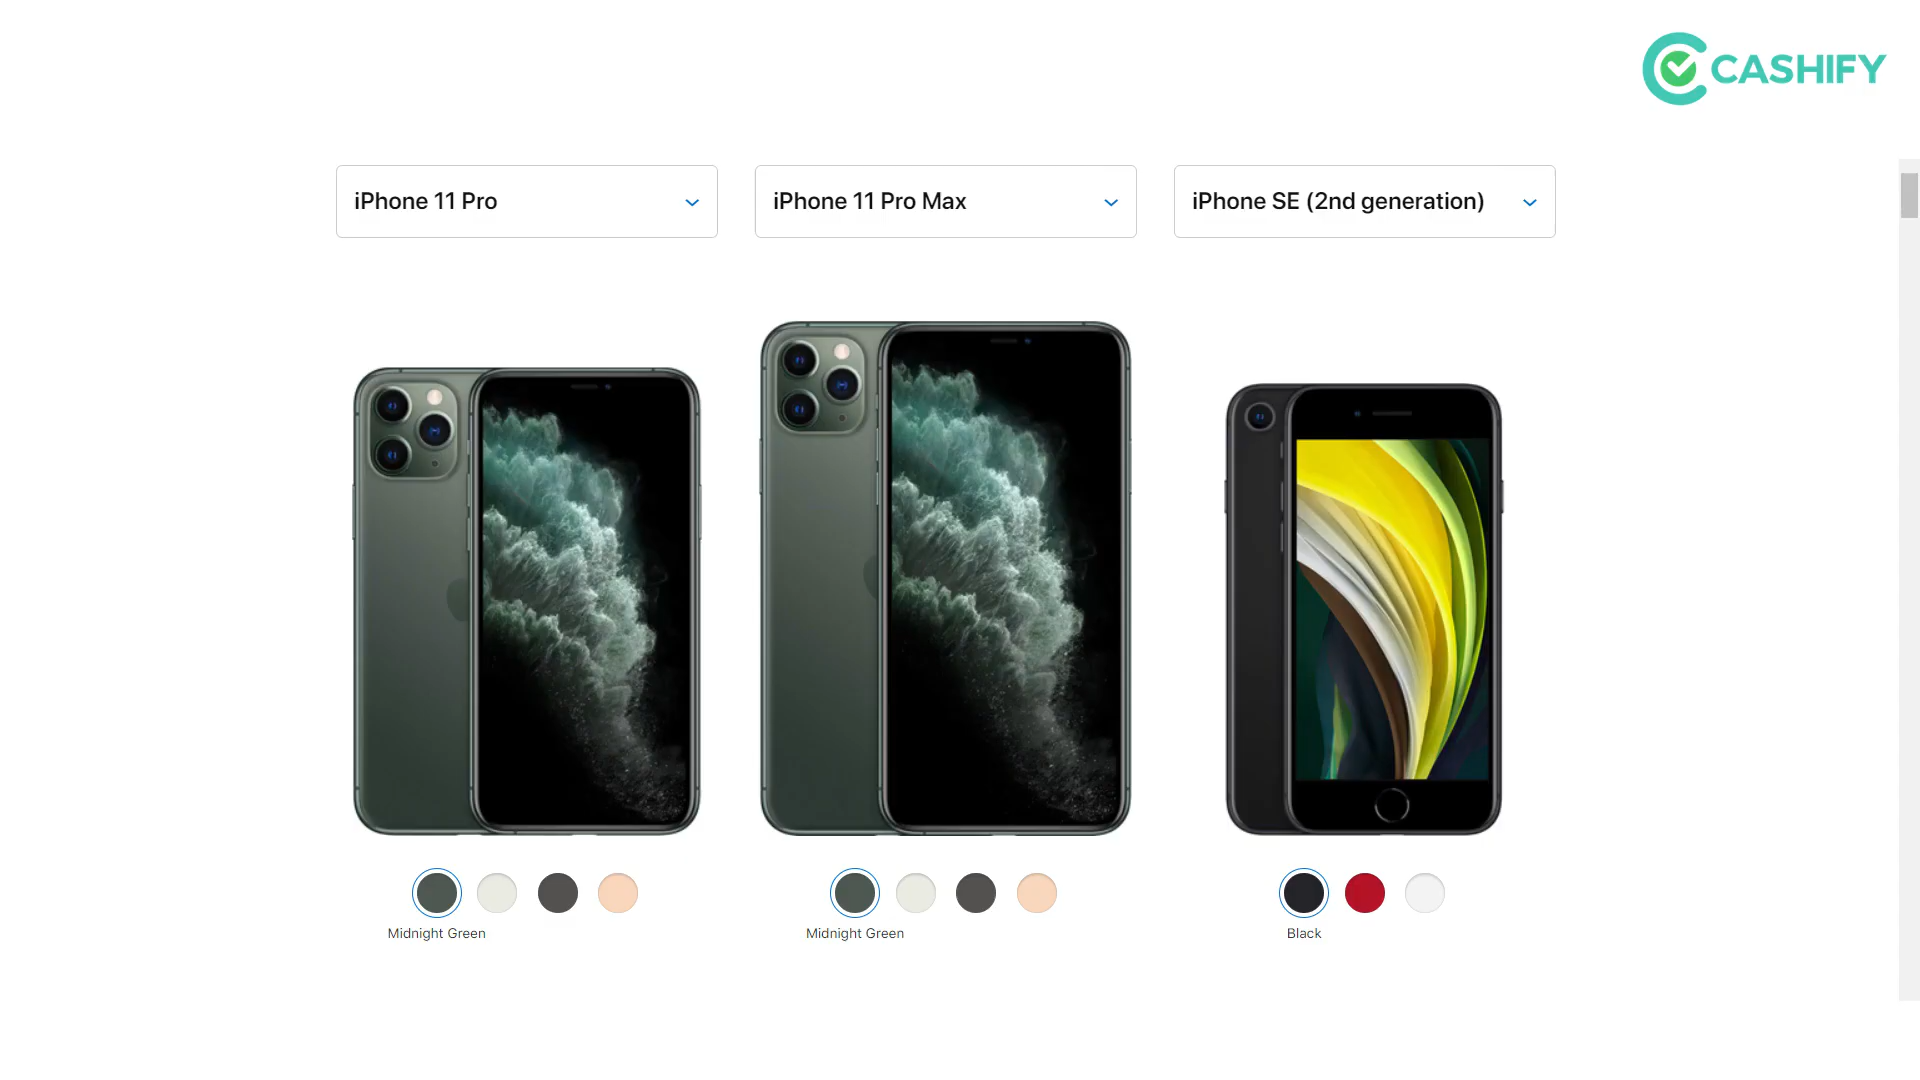 CASHIFY
iPhone 11 Pro
iPhone 11 Pro Max
iPhone SE (2nd generation)
Midnight Green
Midnight Green
Black